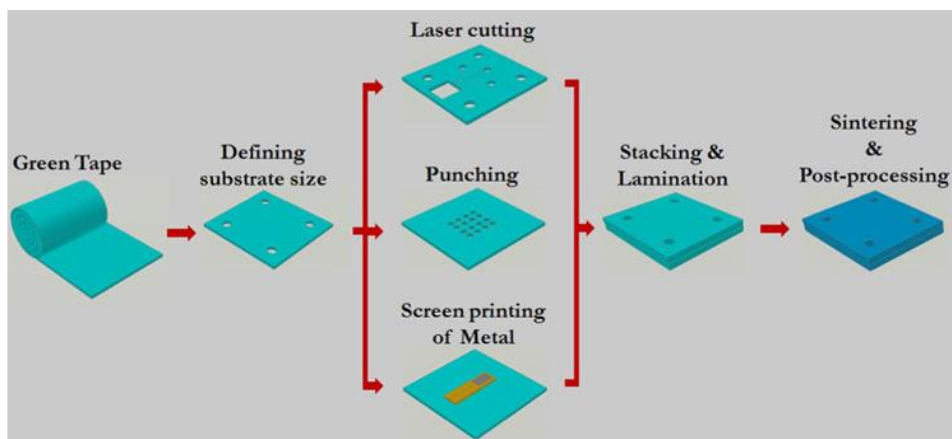 Laser cutting
Green Tape
Defining
substrate size
Punching
Stacking &
Lamination
Sintering
&
Post-processing
Screen printing
of Metal